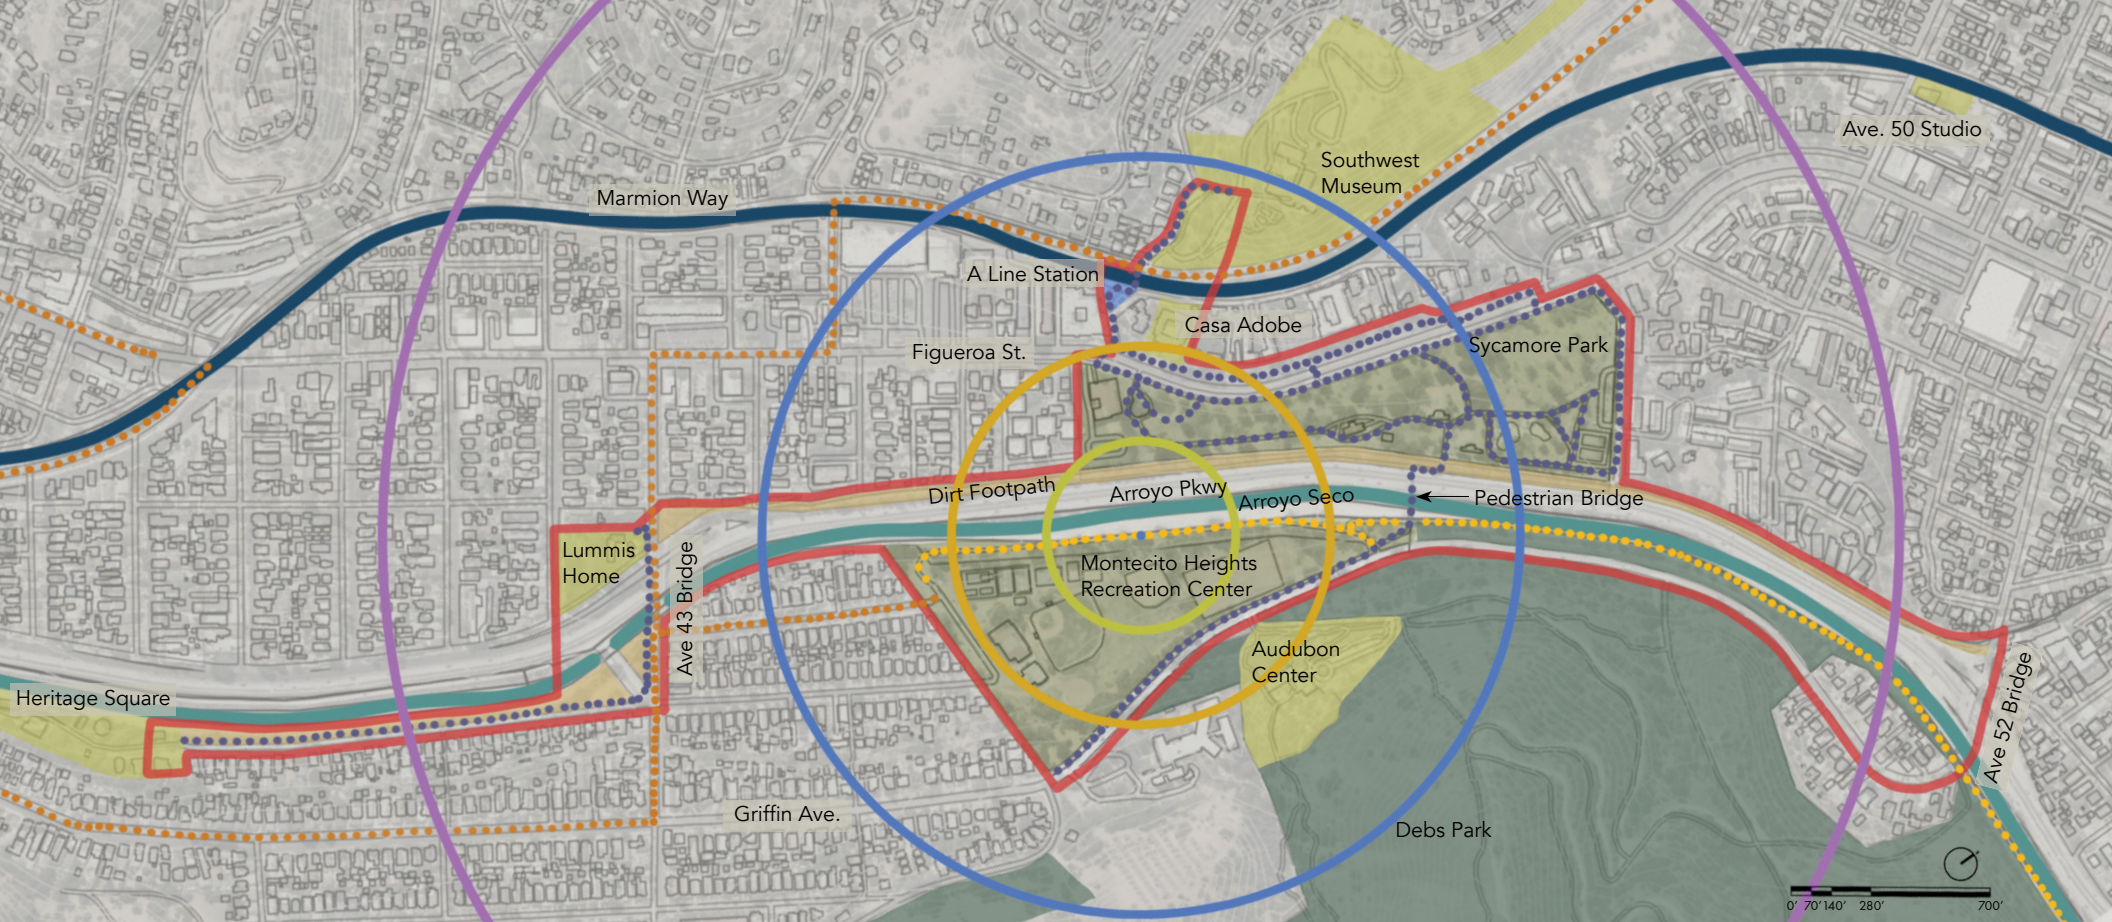 Ave. 50 Studio
Southwest
Museum
Marmion Way
A Line Station
Casa Adobe
Figueroa St.
Sycamore Park
Dirt Footpath
Arroyo Pkwy
Arroyo Seco
Pedestrian Bridge
Lummis
Home
Ave 43 Bridge
Montecito Heights
Recreation Center
Audubon
Center
Heritage Square
Ave 52 Bridge
Griffin Ave.
Debs Park
0' 70' 140' 280' 700'